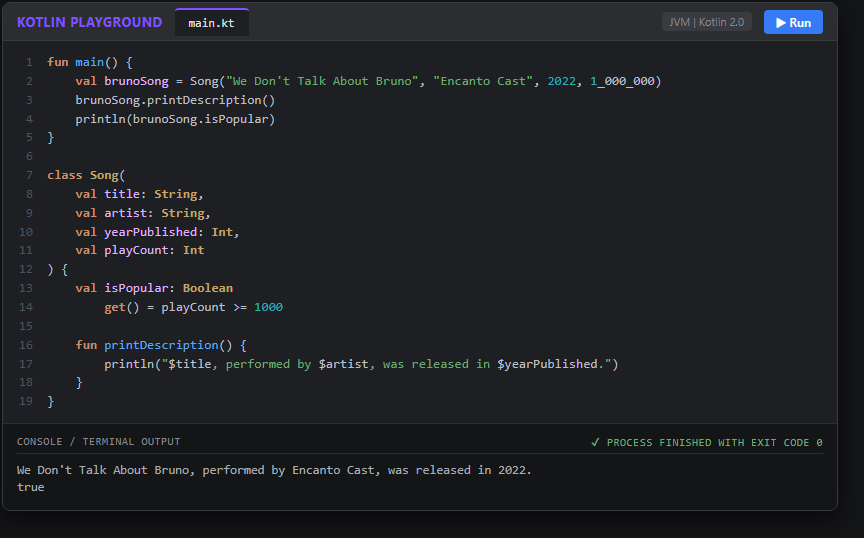 KOTLIN PLAYGROUND main.kt JVM | Kotlin 2.0 ▶ Run
1 fun main() {
2     val brunoSong = Song("We Don't Talk About Bruno", "Encanto Cast", 2022, 1_000_000)
3     brunoSong.printDescription()
4     println(brunoSong.isPopular)
5 }
6
7 class Song(
8     val title: String,
9     val artist: String,
10     val yearPublished: Int,
11     val playCount: Int
12 ) {
13     val isPopular: Boolean
14         get() = playCount >= 1000
15
16     fun printDescription() {
17         println("$title, performed by $artist, was released in $yearPublished.")
18     }
19 }
CONSOLE / TERMINAL OUTPUT ✓ PROCESS FINISHED WITH EXIT CODE 0
We Don't Talk About Bruno, performed by Encanto Cast, was released in 2022.
true